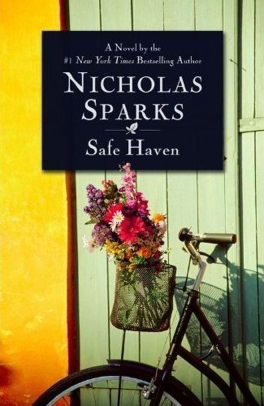 A Novel by the
#1 New York Times Bestselling Author
NICHOLAS
SPARKS
Safe Haven